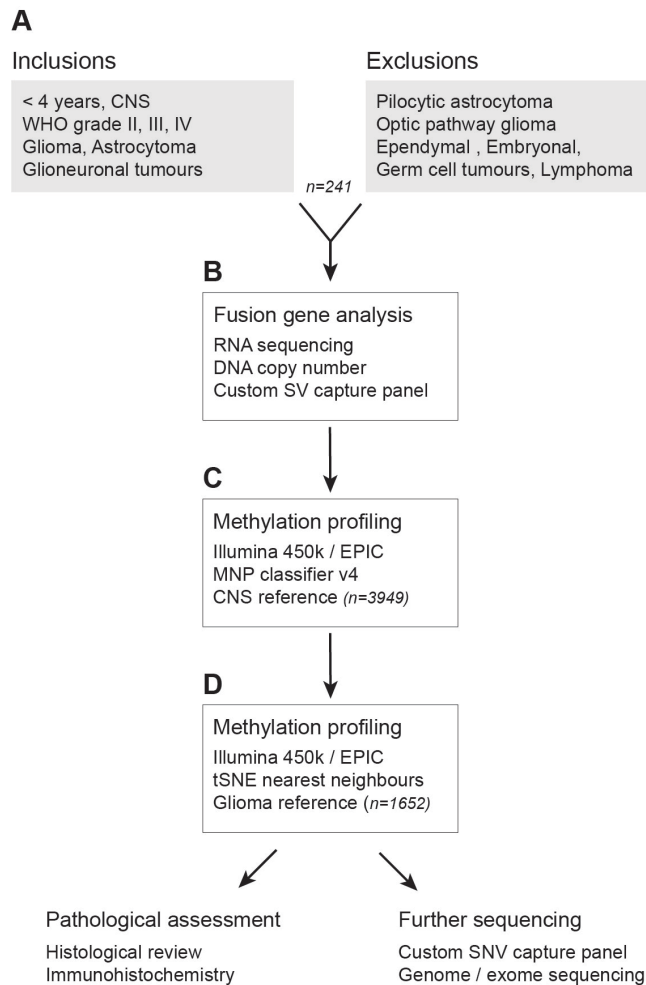 A
Inclusions
< 4 years, CNS
WHO grade II, III, IV
Glioma, Astrocytoma
Glioneuronal tumours
Exclusions
Pilocytic astrocytoma
Optic pathway glioma
Ependymal , Embryonal,
Germ cell tumours, Lymphoma
n=241
B
Fusion gene analysis
RNA sequencing
DNA copy number
Custom SV capture panel
C
Methylation profiling
Illumina 450k / EPIC
MNP classifier v4
CNS reference (n=3949)
D
Methylation profiling
Illumina 450k / EPIC
tSNE nearest neighbours
Glioma reference (n=1652)
Pathological assessment
Histological review
Immunohistochemistry
Further sequencing
Custom SNV capture panel
Genome / exome sequencing